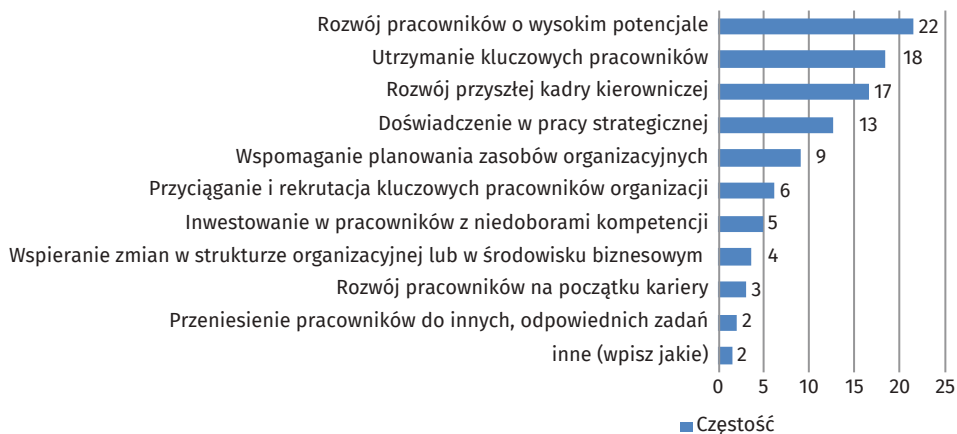 Rozwój pracowników o wysokim potencjale 22
Utrzymanie kluczowych pracowników 18
Rozwój przyszłej kadry kierowniczej 17
Doświadczenie w pracy strategicznej 13
Wspomaganie planowania zasobów organizacyjnych 9
Przyciąganie i rekrutacja kluczowych pracowników organizacji 6
Inwestowanie w pracowników z niedoborami kompetencji 5
Wspieranie zmian w strukturze organizacyjnej lub w środowisku biznesowym 4
Rozwój pracowników na początku kariery 3
Przeniesienie pracowników do innych, odpowiednich zadań 2
inne (wpisz jakie) 2
0 5 10 15 20 25
Częstość